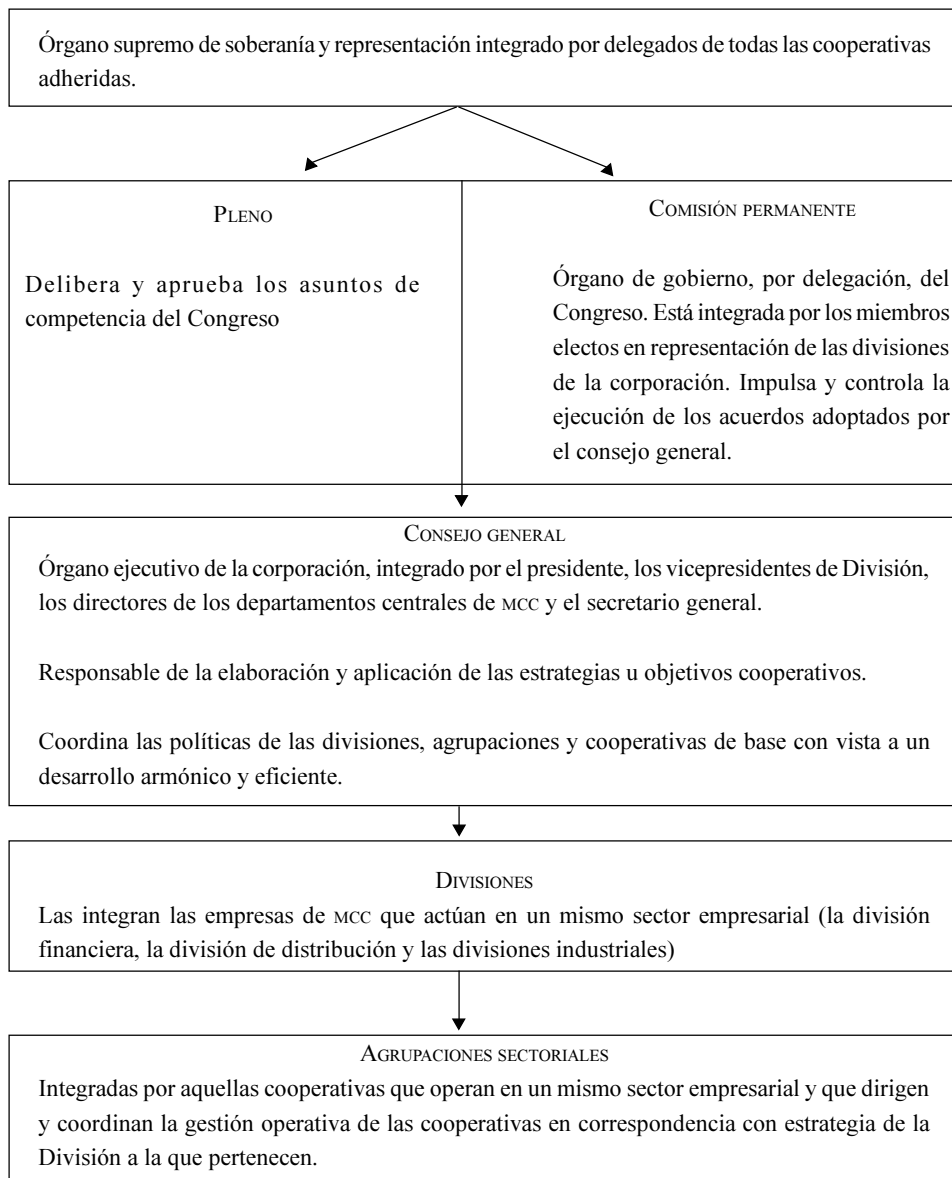 Órgano supremo de soberanía y representación integrado por delegados de todas las cooperativas
adheridas.
PLENO
Delibera y aprueba los asuntos de
competencia del Congreso
COMISIÓN PERMANENTE
Órgano de gobierno, por delegación, del
Congreso. Está integrada por los miembros
electos en representación de las divisiones
de la corporación. Impulsa y controla la
ejecución de los acuerdos adoptados por
el consejo general.
CONSEJO GENERAL
Órgano ejecutivo de la corporación, integrado por el presidente, los vicepresidentes de División,
los directores de los departamentos centrales de MCC y el secretario general.
Responsable de la elaboración y aplicación de las estrategias u objetivos cooperativos.
Coordina las políticas de las divisiones, agrupaciones y cooperativas de base con vista a un
desarrollo armónico y eficiente.
DIVISIONES
Las integran las empresas de MCC que actúan en un mismo sector empresarial (la división
financiera, la división de distribución y las divisiones industriales)
AGRUPACIONES SECTORIALES
Integradas por aquellas cooperativas que operan en un mismo sector empresarial y que dirigen
y coordinan la gestión operativa de las cooperativas en correspondencia con estrategia de la
División a la que pertenecen.